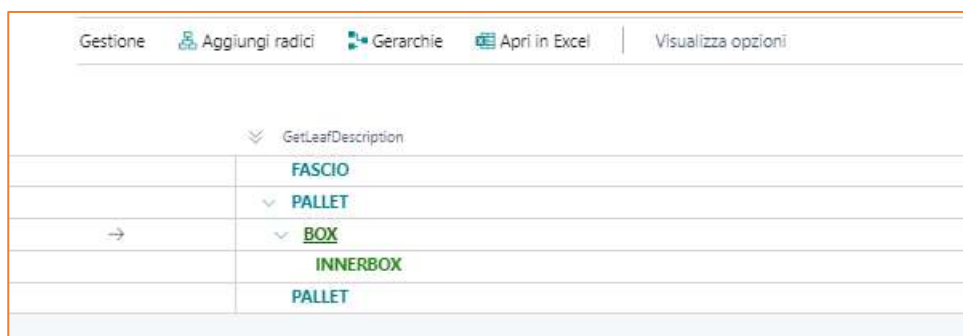 Gestione Aggiungi radici Gerarchie Apri in Excel Visualizza opzioni
GetLeafDescription
FASCIO
PALLET
BOX
INNERBOX
PALLET